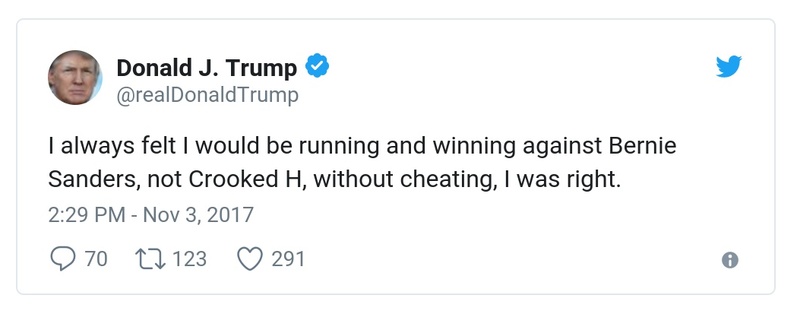 Donald J. Trump
@realDonaldTrump
I always felt I would be running and winning against Bernie
Sanders, not Crooked H, without cheating, I was right.
2:29 PM - Nov 3, 2017
70 123 291